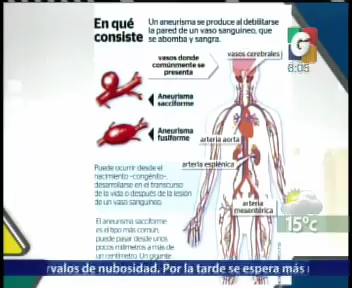 En qué
consiste
Un aneurisma se produce al debilitarse
la pared de un vaso sanguíneo, que
se abomba y sangra.
vasos donde
comúnmente se
presenta
vasos cerebrales
G
8:05
Aneurisma
sacciforme
Aneurisma
fusiforme
arteria aorta
arteria esplénica
arteria
mesentérica
Puede ocurrir desde el
nacimiento -congénito-,
desarrollarse en el transcurso
de la vida o después de la lesión
de un vaso sanguíneo.
El aneurisma sacciforme
es el tipo más común,
puede pasar desde unos
pocos milímetros a más de
un centímetro. Un gigante
15°C
rvalos de nubosidad. Por la tarde se espera más